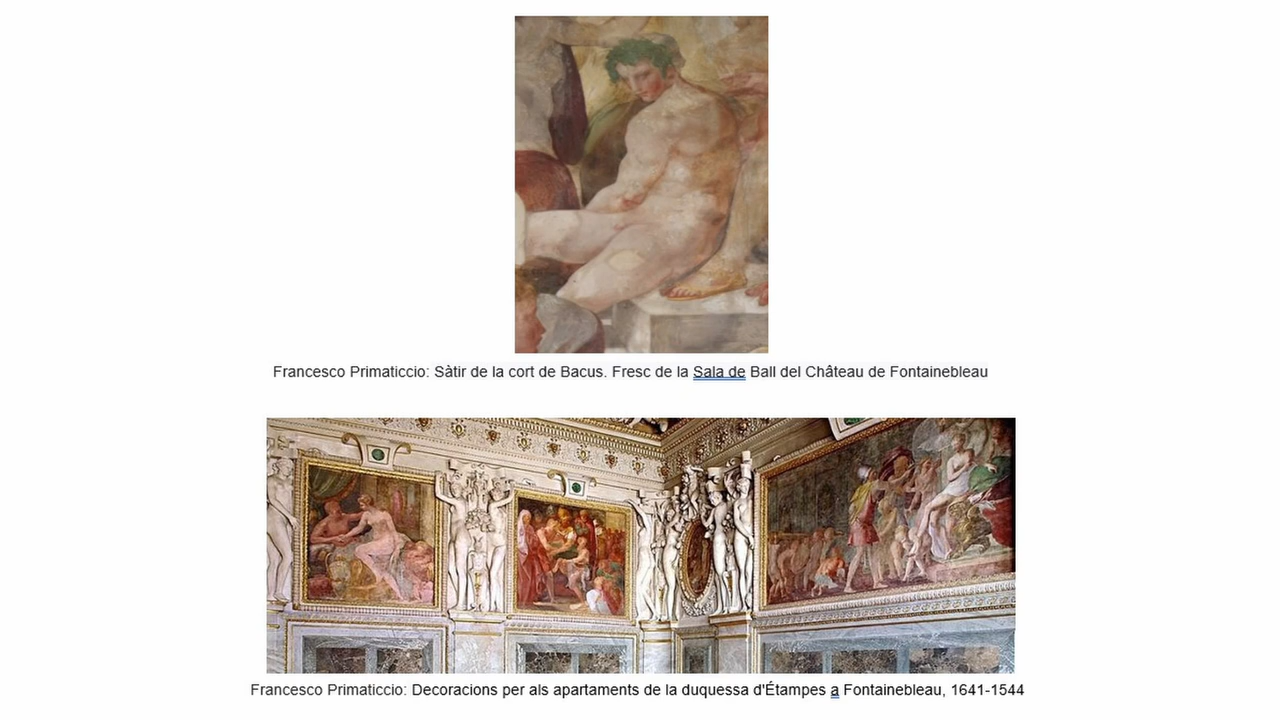 Francesco Primaticcio: Sàtir de la cort de Bacus. Fresc de la Sala de Ball del Château de Fontainebleau
Francesco Primaticcio: Decoracions per als apartaments de la duquessa d'Étampes a Fontainebleau, 1641-1544